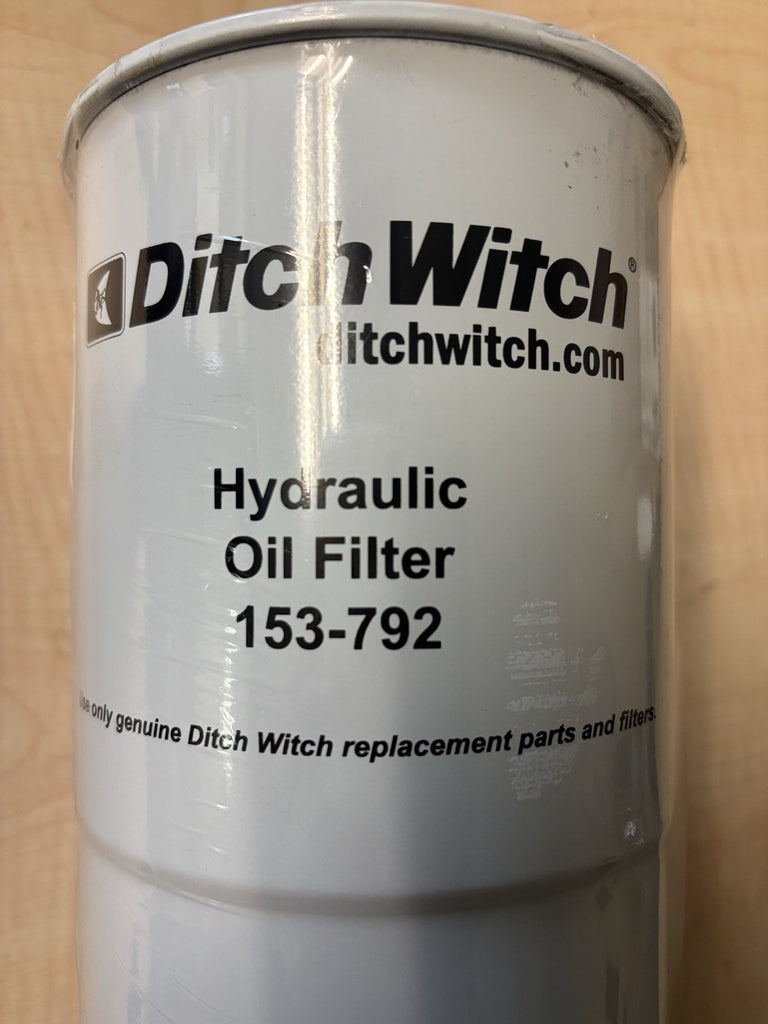 Ditch Witch®
ditchwitch.com
Hydraulic
Oil Filter
153-792
Use only genuine Ditch Witch replacement parts and filters.